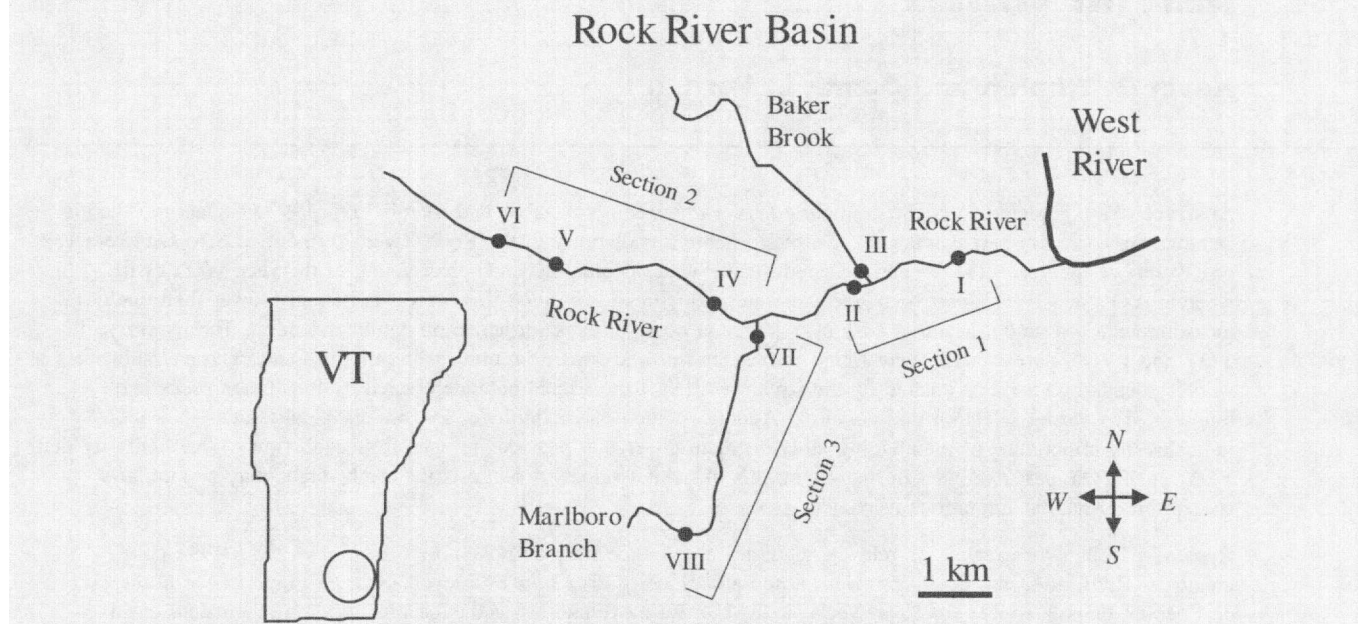 Rock River Basin
Baker
Brook
West
River
Section 2
Rock River
VI
V
III
IV
I
II
Rock River
VT
VII
Section 1
Section 3
N
W
E
S
Marlboro
Branch
VIII
1 km